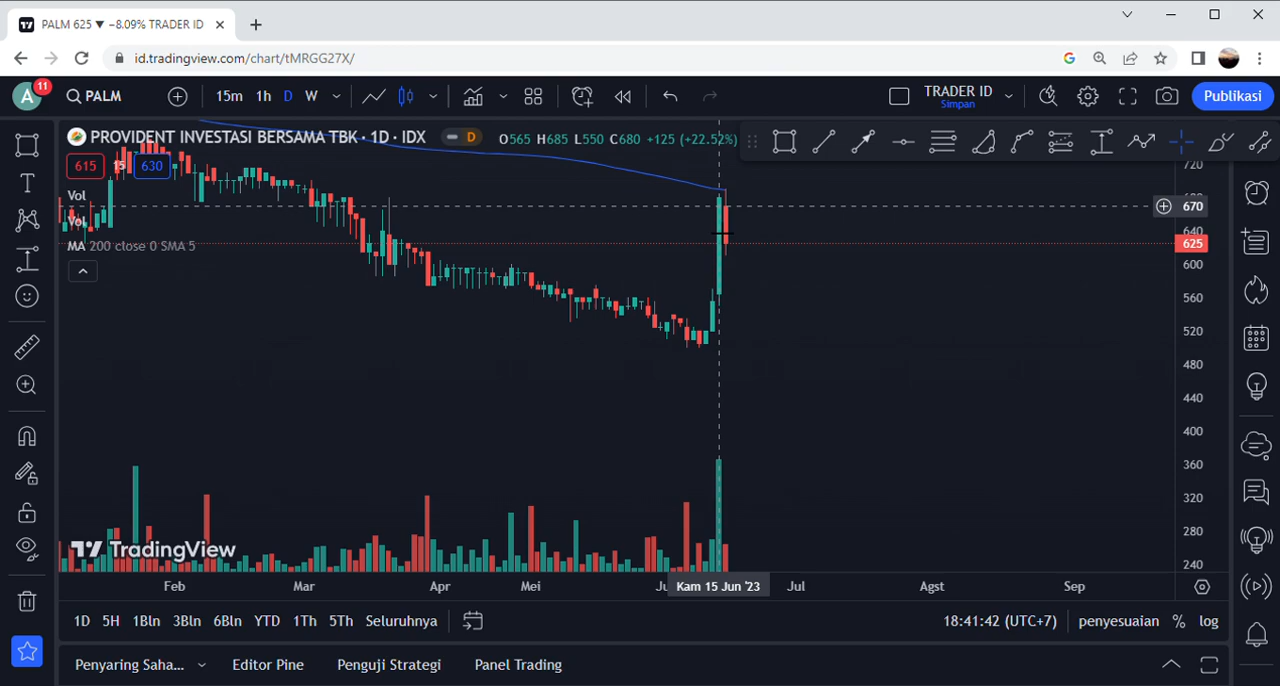 PALM 625 ▼ −8.09% TRADER ID
id.tradingview.com/chart/tMRGG27X/
A 11
PALM 15m 1h D W TRADER ID Simpan Publikasi
PROVIDENT INVESTASI BERSAMA TBK · 1D · IDX D O565 H685 L550 C680 +125 (+22.52%)
615 15 630
Vol
Vol
MA 200 close 0 SMA 5
720
670
640
625
600
560
520
480
440
400
360
320
280
240
TradingView
Feb Mar Apr Mei Kam 15 Jun '23 Jul Agst Sep
1D 5H 1Bln 3Bln 6Bln YTD 1Th 5Th Seluruhnya 18:41:42 (UTC+7) penyesuaian % log
Penyaring Saha... Editor Pine Penguji Strategi Panel Trading